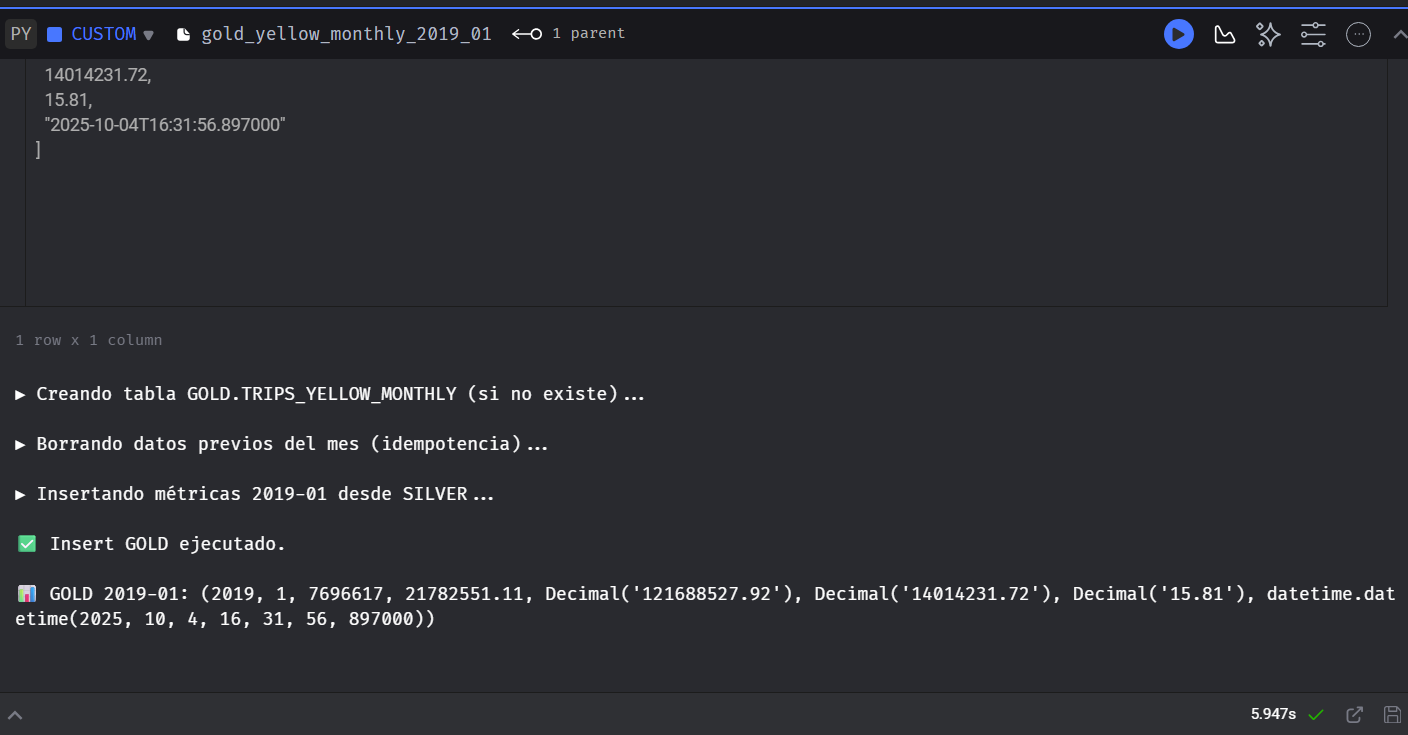 PY CUSTOM gold_yellow_monthly_2019_01 1 parent
14014231.72,
15.81,
"2025-10-04T16:31:56.897000"
]
1 row x 1 column
▶ Creando tabla GOLD.TRIPS_YELLOW_MONTHLY (si no existe)...
▶ Borrando datos previos del mes (idempotencia)...
▶ Insertando métricas 2019-01 desde SILVER...
✅ Insert GOLD ejecutado.
📊 GOLD 2019-01: (2019, 1, 7696617, 21782551.11, Decimal('121688527.92'), Decimal('14014231.72'), Decimal('15.81'), datetime.dat
etime(2025, 10, 4, 16, 31, 56, 897000))
5.947s